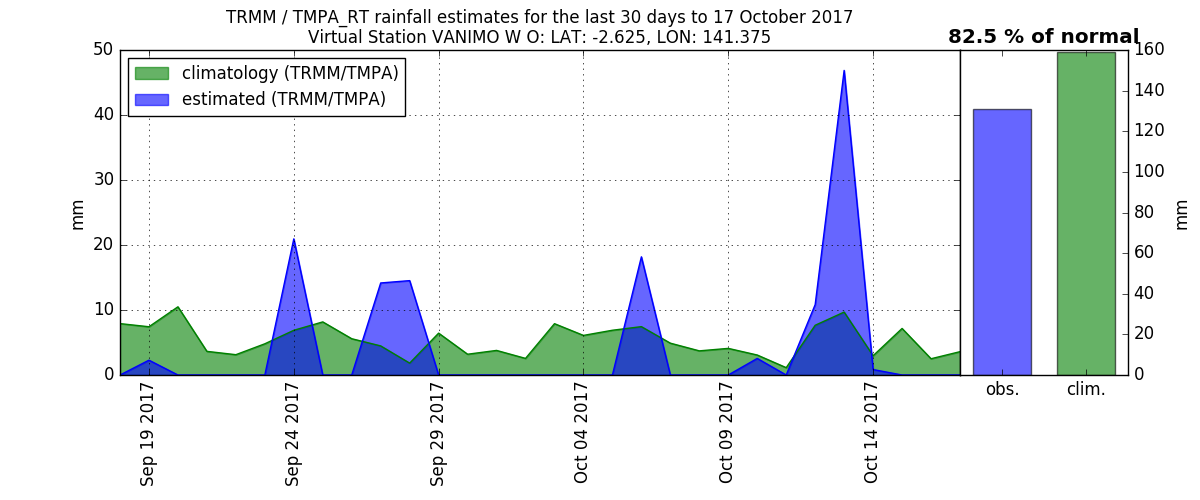 TRMM / TMPA_RT rainfall estimates for the last 30 days to 17 October 2017
Virtual Station VANIMO W O: LAT: -2.625, LON: 141.375
82.5 % of normal
climatology (TRMM/TMPA)
estimated (TRMM/TMPA)
50
40
30
20
10
0
mm
Sep 19 2017
Sep 24 2017
Sep 29 2017
Oct 04 2017
Oct 09 2017
Oct 14 2017
160
140
120
100
80
60
40
20
0
mm
obs.
clim.